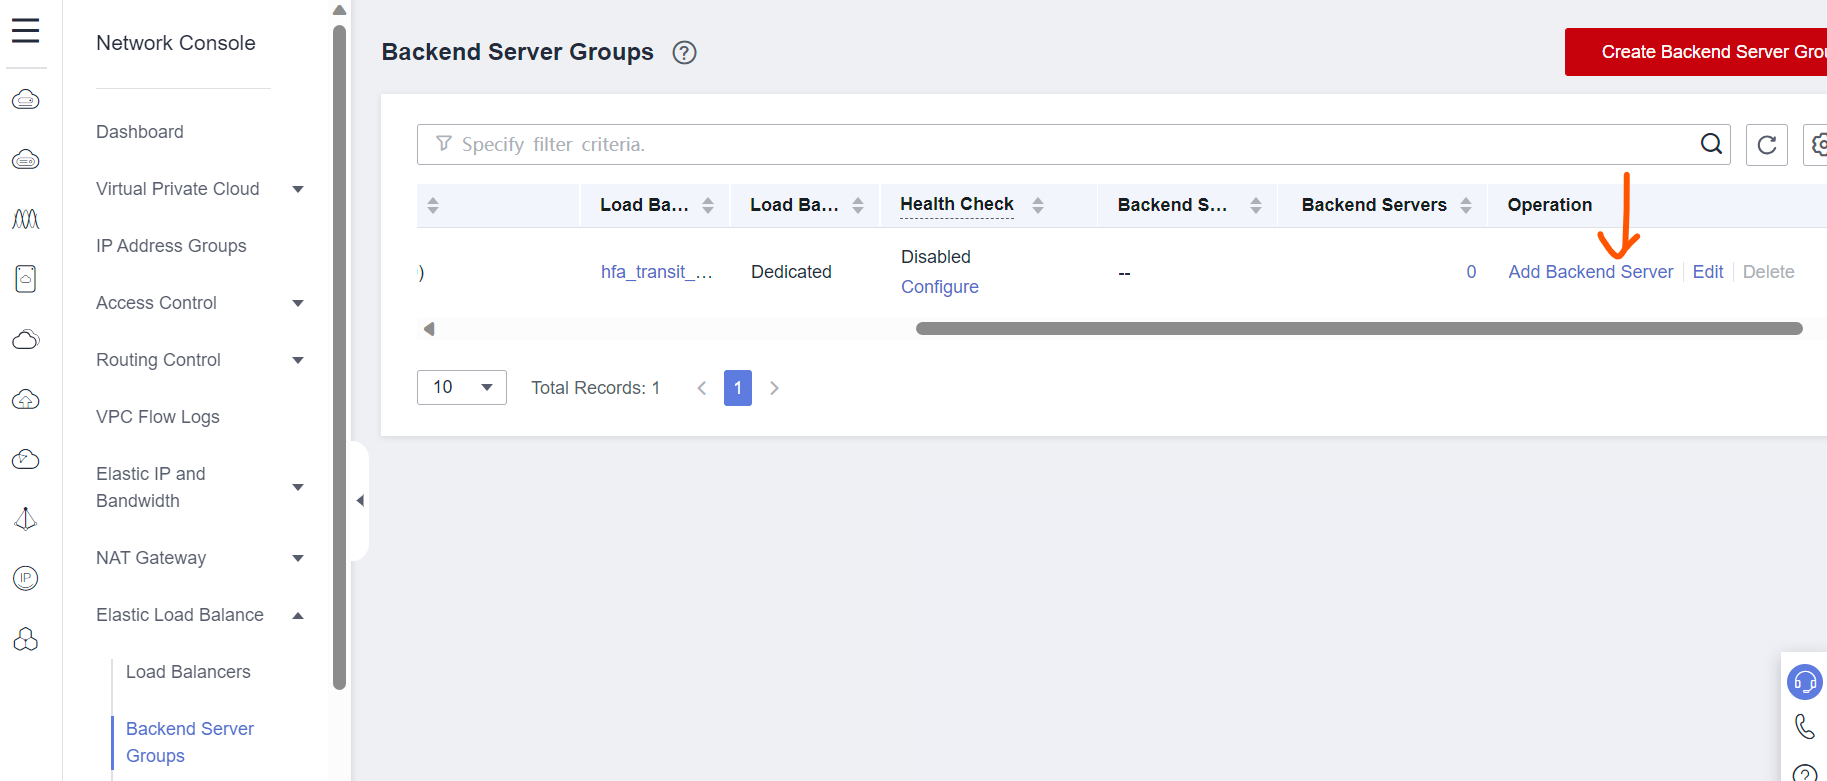 Network Console
Dashboard
Virtual Private Cloud
IP Address Groups
Access Control
Routing Control
VPC Flow Logs
Elastic IP and
Bandwidth
NAT Gateway
Elastic Load Balance
Load Balancers
Backend Server
Groups
IP
Backend Server Groups ?
Create Backend Server Grou
Specify filter criteria.
Load Ba... Load Ba... Health Check Backend S... Backend Servers Operation
) hfa_transit_... Dedicated Disabled -- 0 Add Backend Server Edit Delete
Configure
10 Total Records: 1 1
?